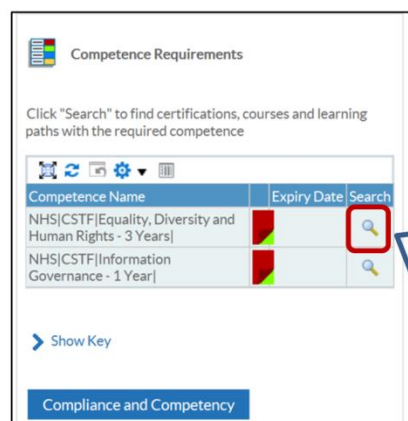 Competence Requirements
Click "Search" to find certifications, courses and learning
paths with the required competence
Competence Name Expiry Date Search
NHS|CSTF|Equality, Diversity and
Human Rights - 3 Years|
NHS|CSTF|Information
Governance - 1 Year|
Show Key
Compliance and Competency